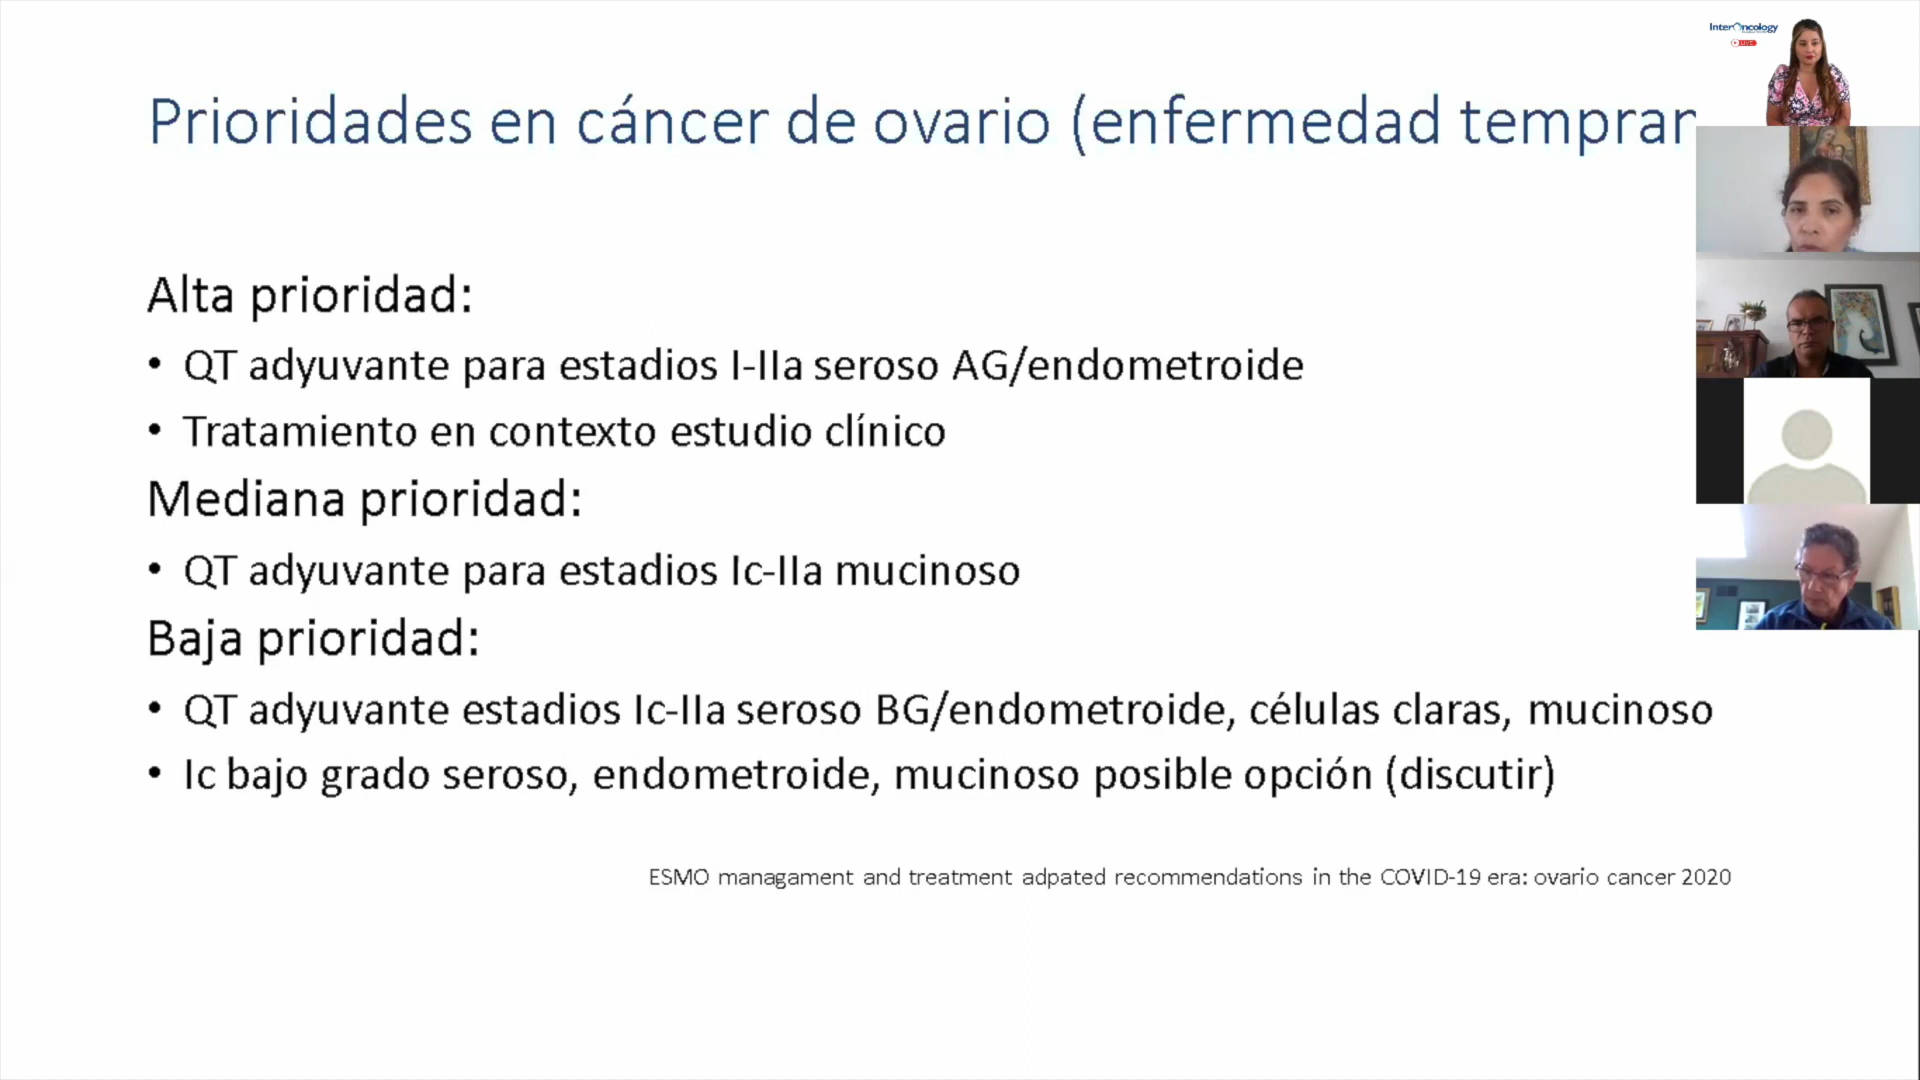 InterOncology
LIVE
Prioridades en cáncer de ovario (enfermedad tempran
Alta prioridad:
• QT adyuvante para estadios I-IIa seroso AG/endometroide
• Tratamiento en contexto estudio clínico
Mediana prioridad:
• QT adyuvante para estadios Ic-IIa mucinoso
Baja prioridad:
• QT adyuvante estadios Ic-IIa seroso BG/endometroide, células claras, mucinoso
• Ic bajo grado seroso, endometroide, mucinoso posible opción (discutir)
ESMO managament and treatment adpated recommendations in the COVID-19 era: ovario cancer 2020